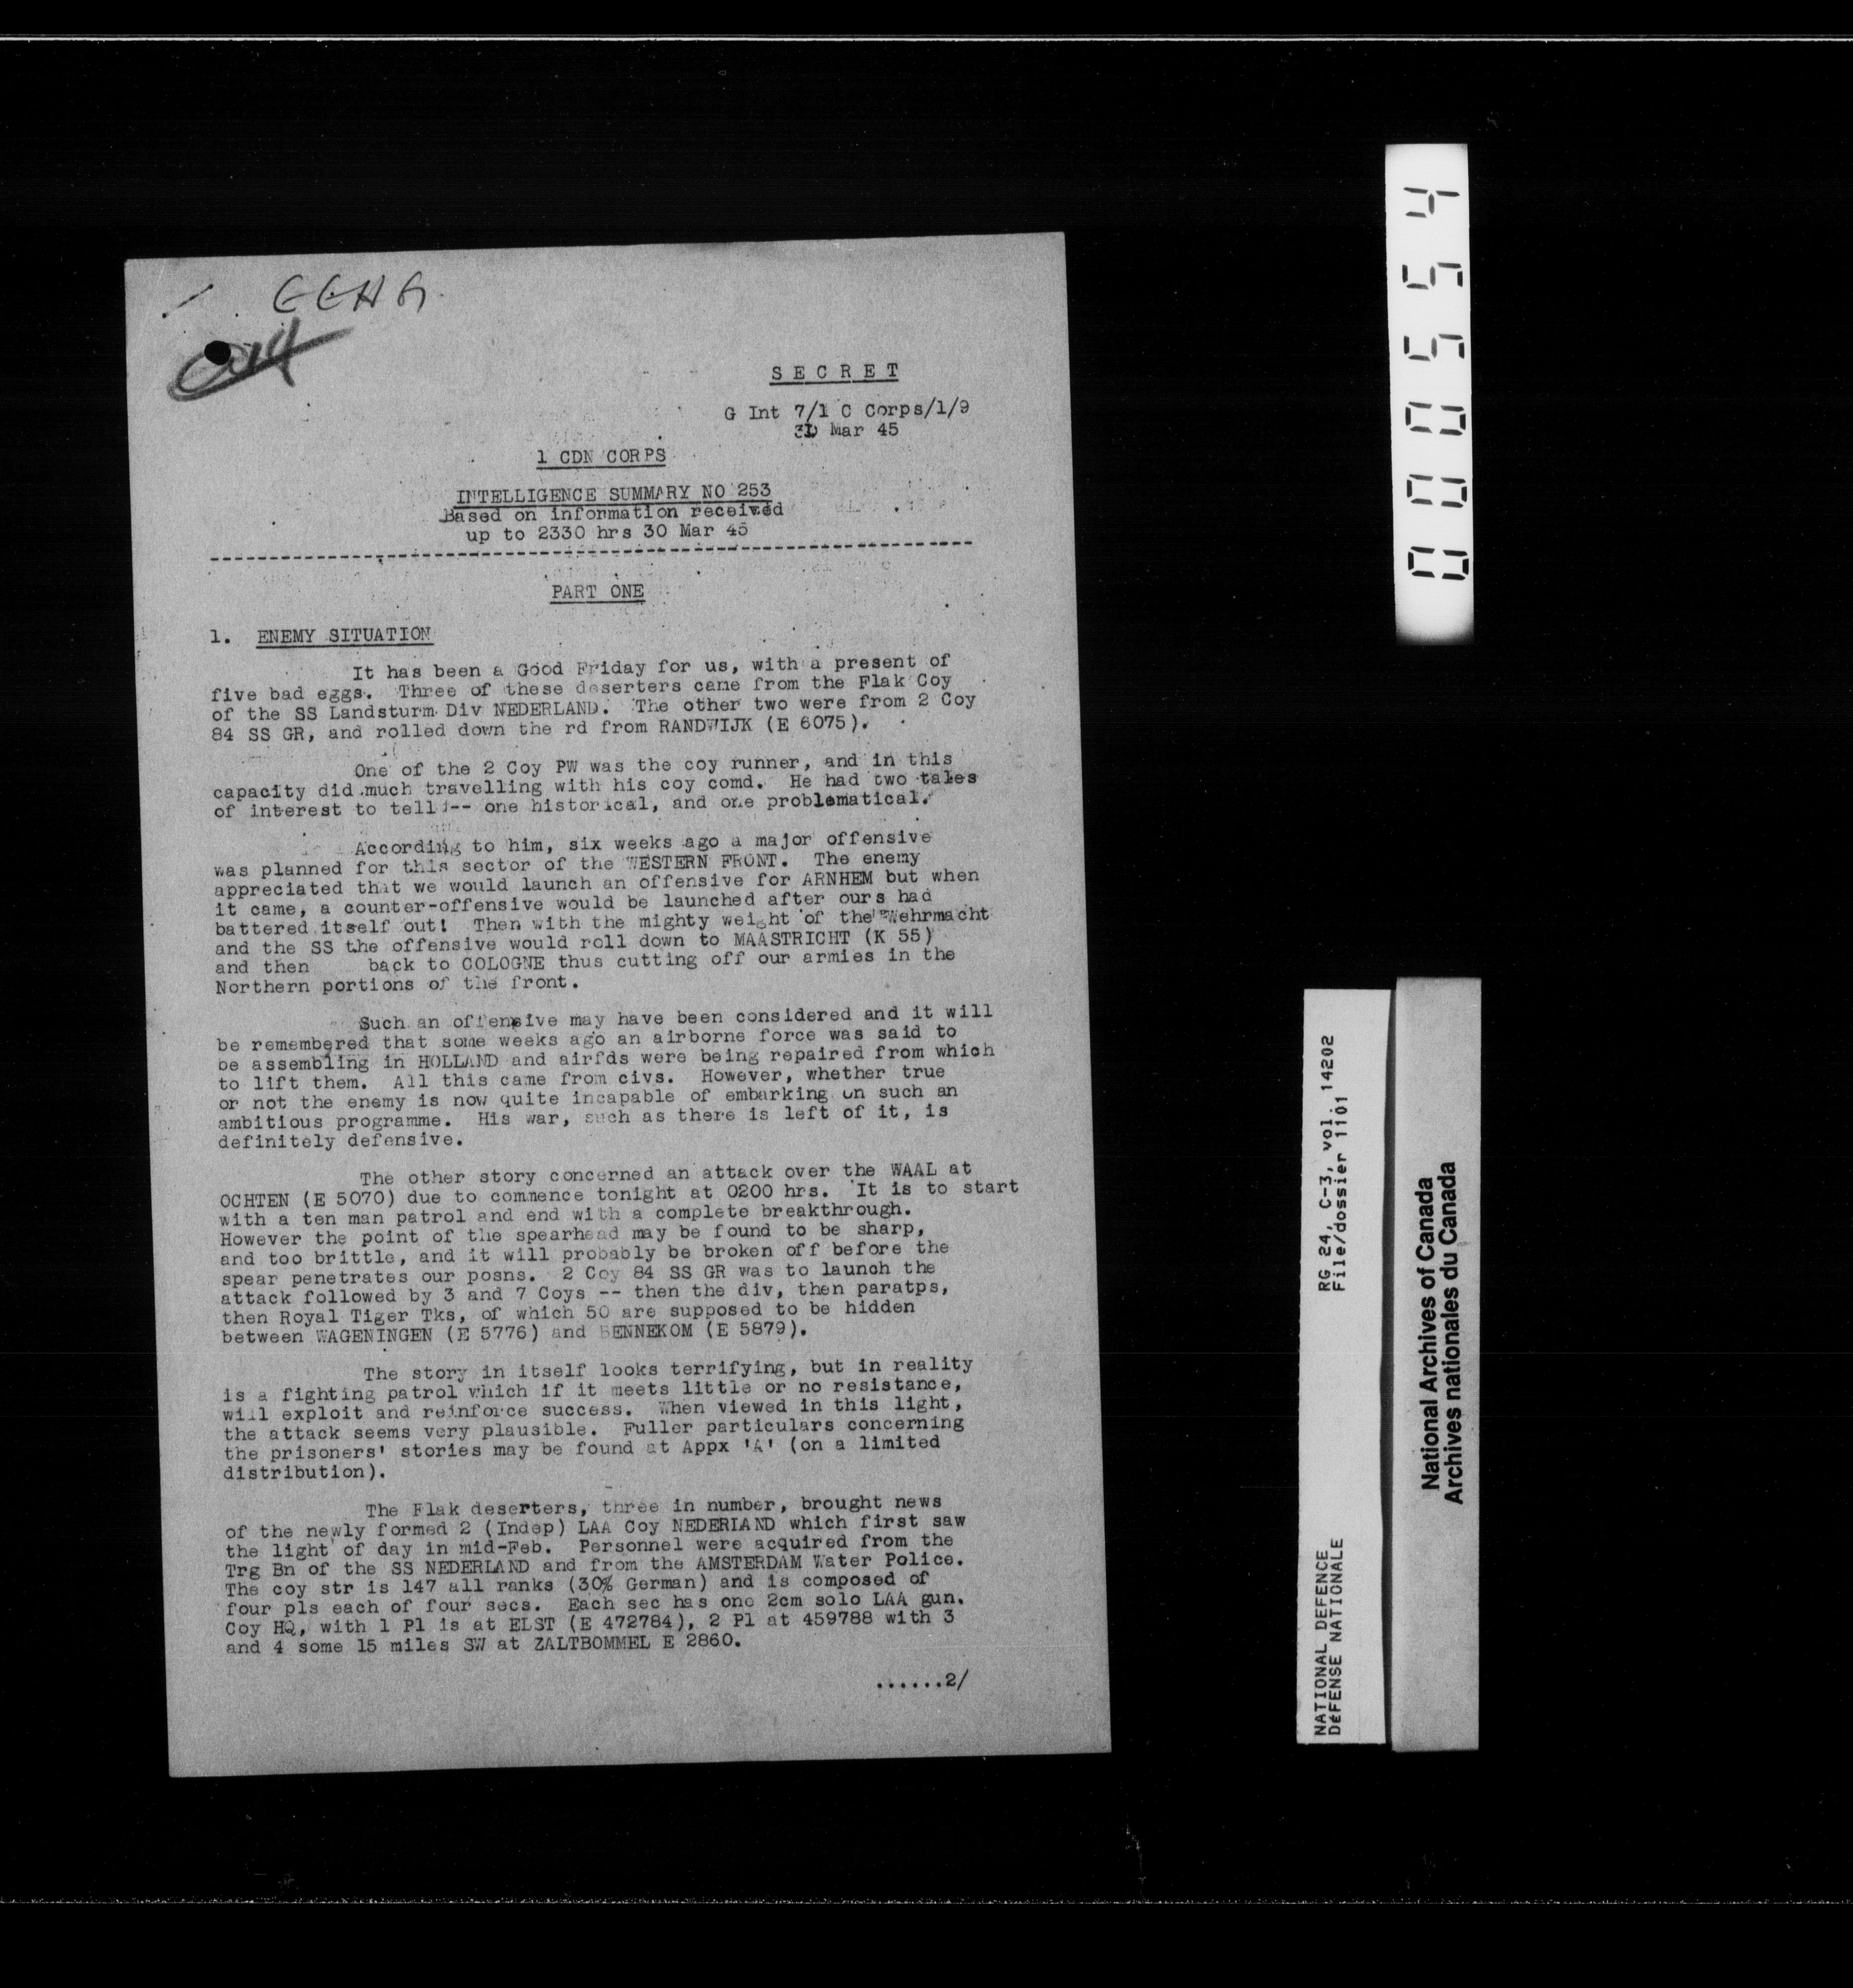 EEHA
SECRET
G Int 7/1 C Corps/1/9
Mar 45
1 CDN CORPS
INTELLIGENCE SUMMARY NO 253
Based on information received
up to 2330 hrs 30 Mar 45
PART ONE
1. ENEMY SITUATION
It has been a Good Friday for us, with a present of
five bad eggs. Three of these deserters came from the Flak Coy
of the SS Landsturm Div NEDERLAND. The other two were from 2 Coy
84 SS GR, and rolled down the rd from RANDWIJK (E 6075).
One of the 2 Coy PW was the coy runner, and in this
capacity did much travelling with his coy comd. He had two tales
of interest to tell -- one historical, and one problematical.
According to him, six weeks ago a major offensive
was planned for this sector of the WESTERN FRONT. The enemy
appreciated that we would launch an offensive for ARNHEM but when
it came, a counter-offensive would be launched after ours had
battered itself out! Then with the mighty weight of the Wehrmacht
and the SS the offensive would roll down to MAASTRICHT (K 55)
and then back to COLOGNE thus cutting off our armies in the
Northern portions of the front.
Such an offensive may have been considered and it will
be remembered that some weeks ago an airborne force was said to
be assembling in HOLLAND and airfds were being repaired from which
to lift them. All this came from civs. However, whether true
or not the enemy is now quite incapable of embarking on such an
ambitious programme. His war, such as there is left of it, is
definitely defensive.
The other story concerned an attack over the WAAL at
OCHTEN (E 5070) due to commence tonight at 0200 hrs. It is to start
with a ten man patrol and end with a complete breakthrough.
However the point of the spearhead may be found to be sharp,
and too brittle, and it will probably be broken off before the
spear penetrates our posns. 2 Coy 84 SS GR was to launch the
attack followed by 3 and 7 Coys -- then the div, then paratps,
then Royal Tiger Tks, of which 50 are supposed to be hidden
between WAGENINGEN (E 5776) and BENNEKOM (E 5879).
The story in itself looks terrifying, but in reality
is a fighting patrol which if it meets little or no resistance,
will exploit and reinforce success. When viewed in this light,
the attack seems very plausible. Fuller particulars concerning
the prisoners' stories may be found at Appx 'A' (on a limited
distribution).
The Flak deserters, three in number, brought news
of the newly formed 2 (Indep) LAA Coy NEDERLAND which first saw
the light of day in mid-Feb. Personnel were acquired from the
Trg Bn of the SS NEDERLAND and from the AMSTERDAM Water Police.
The coy str is 147 all ranks (30% German) and is composed of
four pls each of four secs. Each sec has one 2cm solo LAA gun.
Coy HQ, with 1 Pl is at ELST (E 472784), 2 Pl at 459788 with 3
and 4 some 15 miles SW at ZALTBOMMEL E 2860.
......2/
000554
RG 24, C-3, vol. 14202
File/dossier 1101
NATIONAL DEFENCE
DéFENSE NATIONALE
National Archives of Canada
Archives nationales du Canada